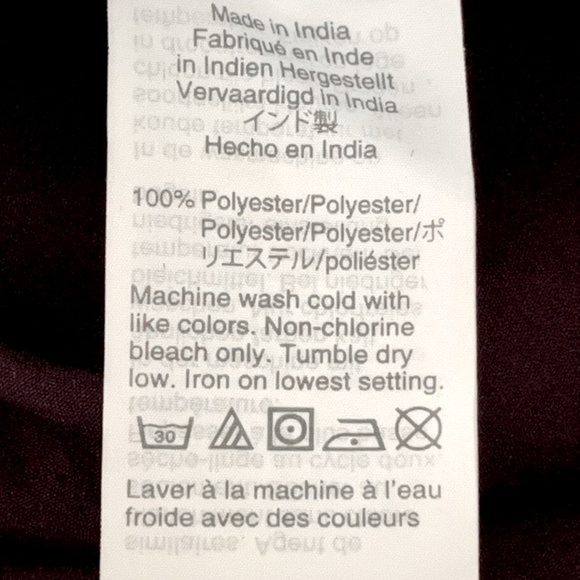 Made in India
Fabriqué en Inde
in Indien Hergestellt
Vervaardigd in India
インド製
Hecho en India
100% Polyester/Polyester/
Polyester/Polyester/ポ
リエステル/poliéster
Machine wash cold with
like colors. Non-chlorine
bleach only. Tumble dry
low. Iron on lowest setting.
30
Laver à la machine à l'eau
froide avec des couleurs